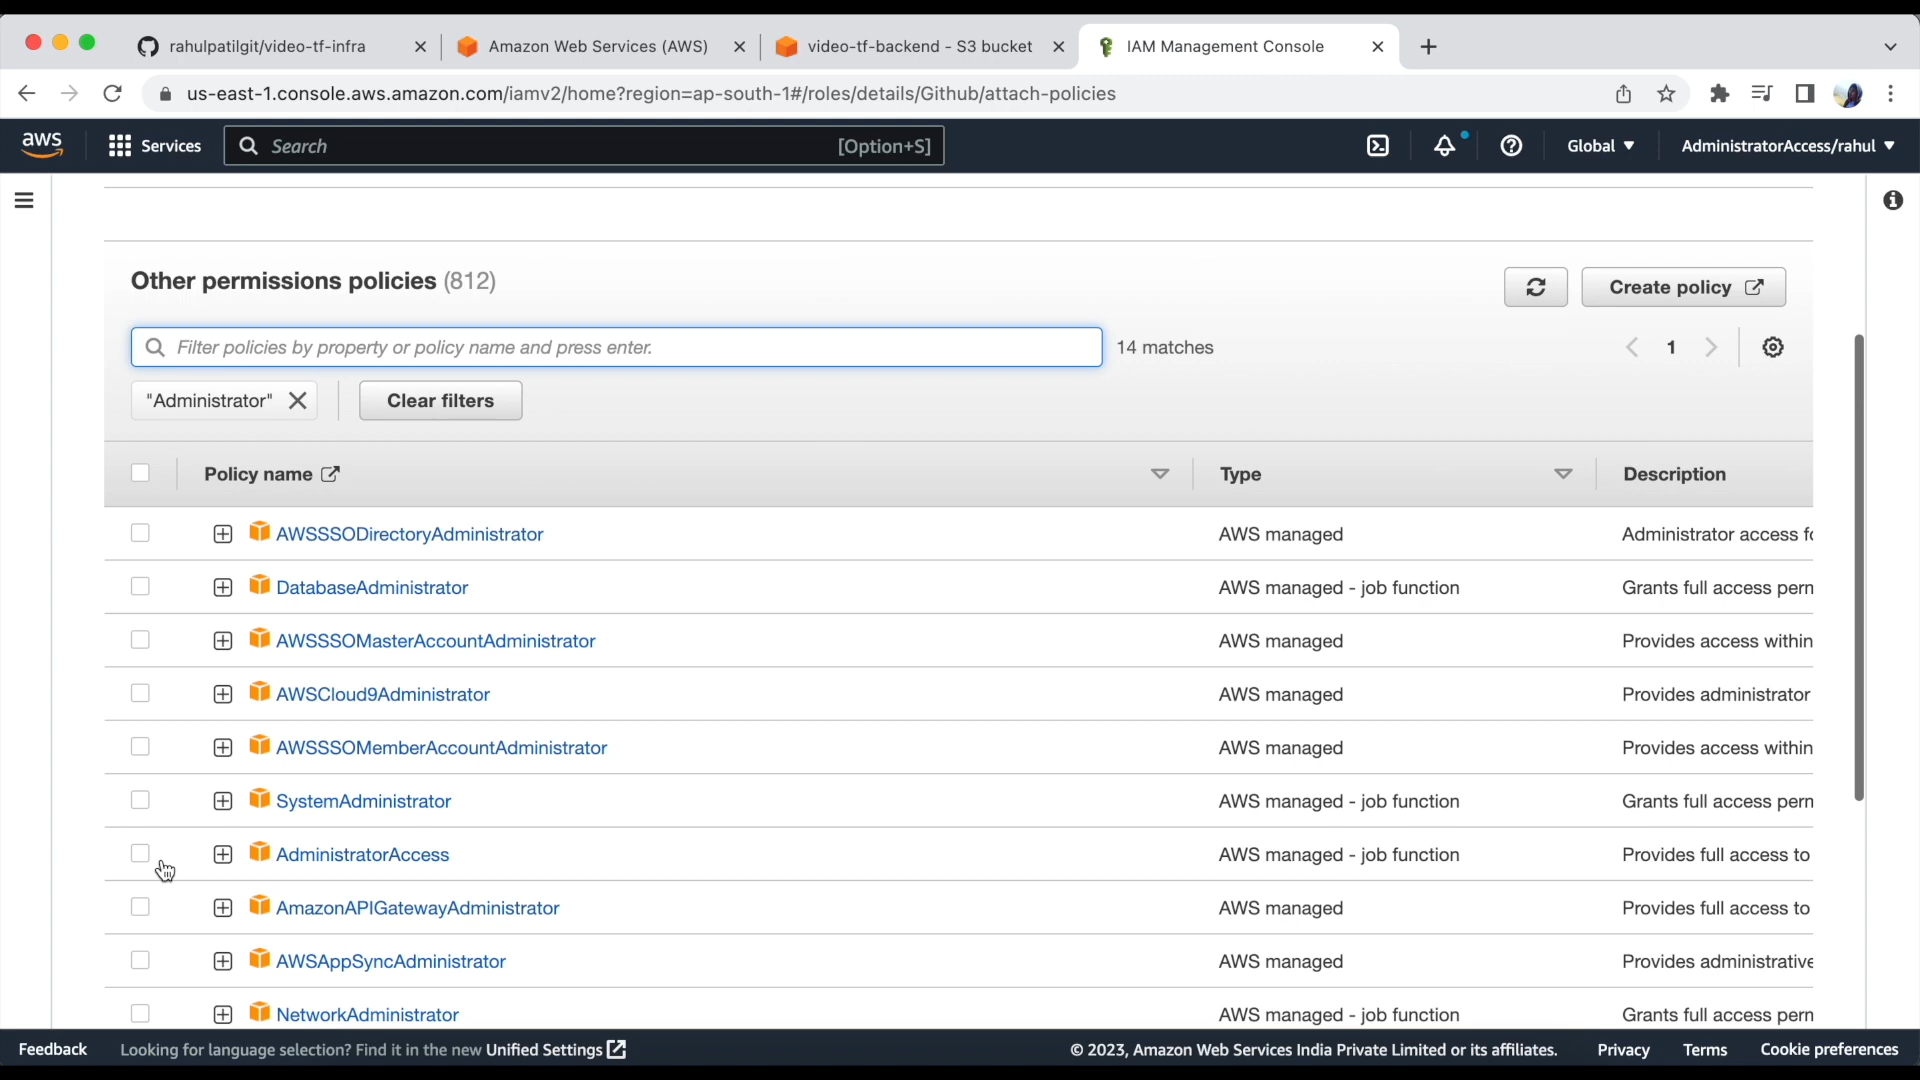 rahulpatilgit/video-tf-infra
Amazon Web Services (AWS)
video-tf-backend - S3 bucket
IAM Management Console
us-east-1.console.aws.amazon.com/iamv2/home?region=ap-south-1#/roles/details/Github/attach-policies
aws
Services
Search
[Option+S]
Global
AdministratorAccess/rahul
Other permissions policies (812)
Create policy
Filter policies by property or policy name and press enter.
14 matches
1
"Administrator"
Clear filters
Policy name
Type
Description
AWSSSODirectoryAdministrator AWS managed Administrator access fo
DatabaseAdministrator AWS managed - job function Grants full access perm
AWSSSOMasterAccountAdministrator AWS managed Provides access within
AWSCloud9Administrator AWS managed Provides administrator
AWSSSOMemberAccountAdministrator AWS managed Provides access within
SystemAdministrator AWS managed - job function Grants full access perm
AdministratorAccess AWS managed - job function Provides full access to
AmazonAPIGatewayAdministrator AWS managed Provides full access to
AWSAppSyncAdministrator AWS managed Provides administrative
NetworkAdministrator AWS managed - job function Grants full access perm
Feedback
Looking for language selection? Find it in the new Unified Settings
© 2023, Amazon Web Services India Private Limited or its affiliates.
Privacy
Terms
Cookie preferences